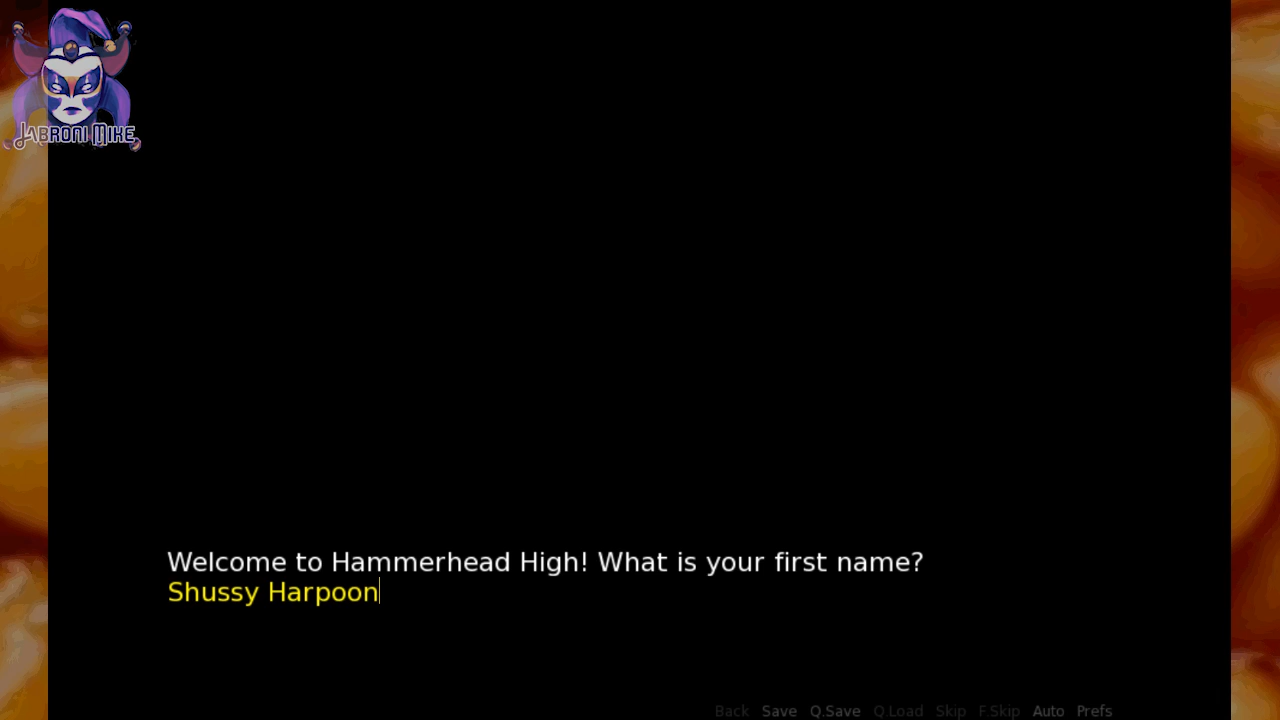 JABRONI MIKE
Welcome to Hammerhead High! What is your first name?
Shussy Harpoon
Back Save Q.Save Q.Load Skip F.Skip Auto Prefs